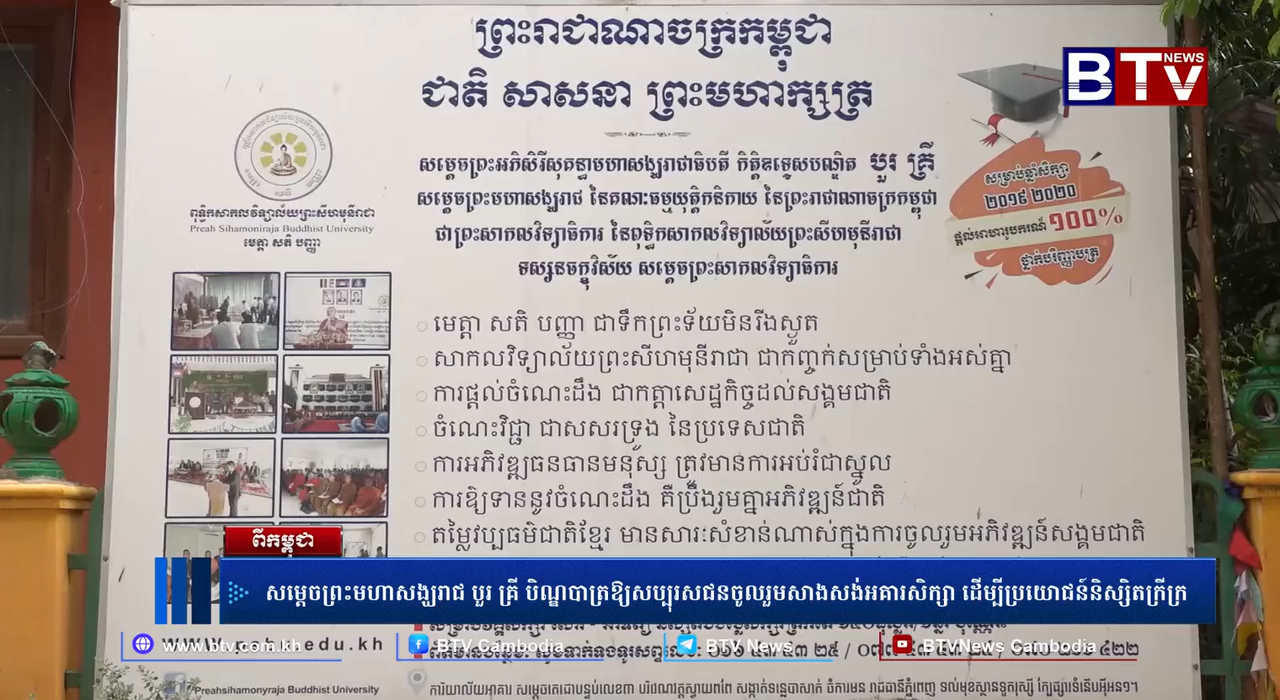 ព្រះរាជាណាចក្រកម្ពុជា
ជាតិ សាសនា ព្រះមហាក្សត្រ
BTV NEWS
សម្តេចព្រះអភិសិរីសុគន្ធាមហាសង្ឃរាជាធិបតី កិត្តិឧទ្ទេសបណ្ឌិត បួរ គ្រី
សម្តេចព្រះមហាសង្ឃរាជ នៃគណៈធម្មយុត្តិកនិកាយ នៃព្រះរាជាណាចក្រកម្ពុជា
ជាព្រះសាកលវិទ្យាធិការ នៃពុទ្ធិកសាកលវិទ្យាល័យព្រះសីហមុនីរាជា
ទស្សនចក្ខុវិស័យ សម្តេចព្រះសាកលវិទ្យាធិការ
សម្រាប់ឆ្នាំសិក្សា
២០១៩ ២០២០
ផ្តល់អាហារូបករណ៍ ១០០%
ថ្នាក់បរិញ្ញាបត្រ
ពុទ្ធិកសាកលវិទ្យាល័យព្រះសីហមុនីរាជា
Preah Sihamoniraja Buddhist University
មេត្តា សតិ បញ្ញា
មេត្តា សតិ បញ្ញា ជាទឹកព្រះទ័យមិនរីងស្ងួត
សាកលវិទ្យាល័យព្រះសីហមុនីរាជា ជាកញ្ចក់សម្រាប់ទាំងអស់គ្នា
ការផ្តល់ចំណេះដឹង ជាកត្តាសេដ្ឋកិច្ចដល់សង្គមជាតិ
ចំណេះវិជ្ជា ជាសសរទ្រូង នៃប្រទេសជាតិ
ការអភិវឌ្ឍធនធានមនុស្ស ត្រូវមានការអប់រំជាស្នូល
ការឱ្យទាននូវចំណេះដឹង គឺប្រឹងរួមគ្នាអភិវឌ្ឍន៍ជាតិ
តម្លៃវប្បធម៌ជាតិខ្មែរ មានសារៈសំខាន់ណាស់ក្នុងការចូលរួមអភិវឌ្ឍន៍សង្គមជាតិ
ពីកម្ពុជា
សម្តេចព្រះមហាសង្ឃរាជ បួរ គ្រី បិណ្ឌបាត្រឱ្យសប្បុរសជនចូលរួមសាងសង់អគារសិក្សា ដើម្បីប្រយោជន៍និស្សិតក្រីក្រ
www.btv.com.kh
BTV Cambodia
BTV News
BTVNews Cambodia
Preahsihamonyraja Buddhist University